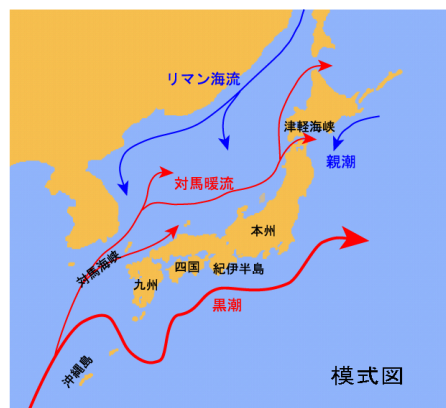 リマン海流
津軽海峡
親潮
対馬暖流
本州
対馬海峡
四国
紀伊半島
九州
黒潮
沖縄島
模式図